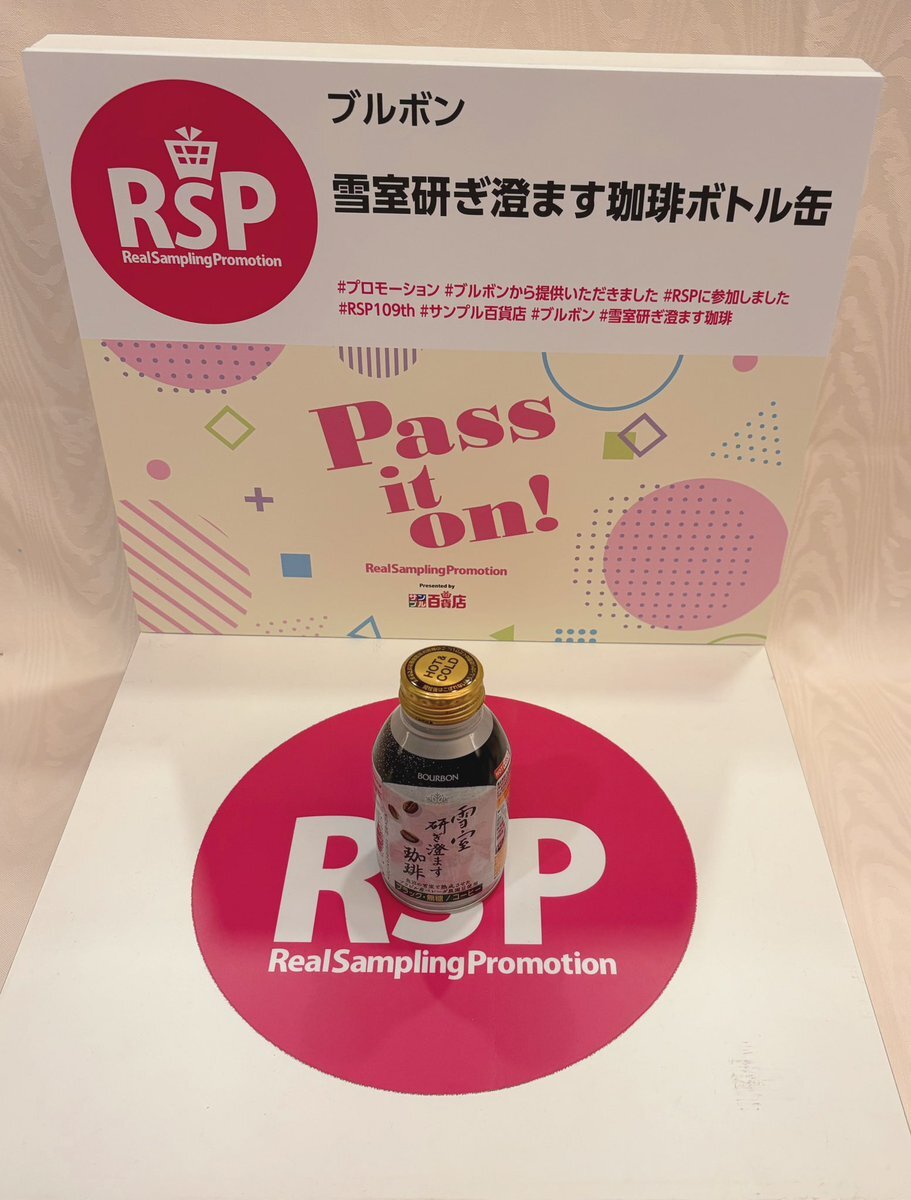 RSP
RealSamplingPromotion
ブルボン
雪室研ぎ澄ます珈琲ボトル缶
#プロモーション #ブルボンから提供いただきました #RSPに参加しました
#RSP109th #サンプル百貨店 #ブルボン #雪室研ぎ澄ます珈琲
Pass
it
on!
RealSamplingPromotion
Presented by
サンプル百貨店
HOT&
COLD
BOURBON
雪室
研ぎ澄ます
珈琲
ブラック・無糖/コーヒー
RSP
RealSamplingPromotion